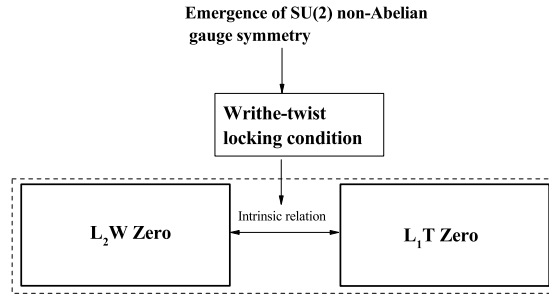 Emergence of SU(2) non-Abelian
gauge symmetry
Writhe-twist
locking condition
Intrinsic relation
L₂W Zero
L₁T Zero